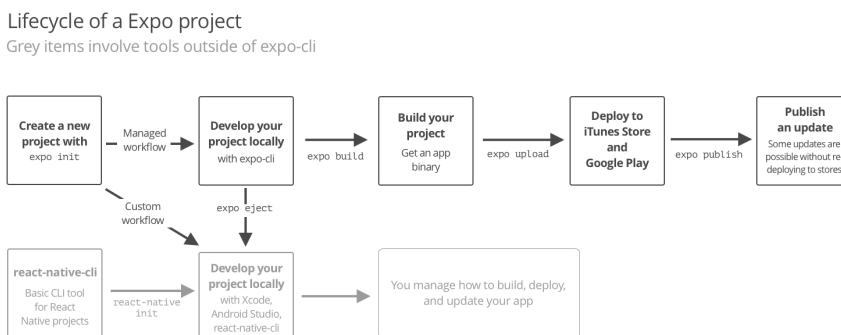 Lifecycle of a Expo project
Grey items involve tools outside of expo-cli
Create a new
project with
expo init
Managed
workflow
Develop your
project locally
with expo-cli
expo build
Build your
project
Get an app
binary
expo upload
Deploy to
iTunes Store
and
Google Play
expo publish
Publish
an update
Some updates are
possible without re
deploying to stores
Custom
workflow
expo eject
react-native-cli
Basic CLI tool
for React
Native projects
react-native
init
Develop your
project locally
with Xcode,
Android Studio,
react-native-cli
You manage how to build, deploy,
and update your app